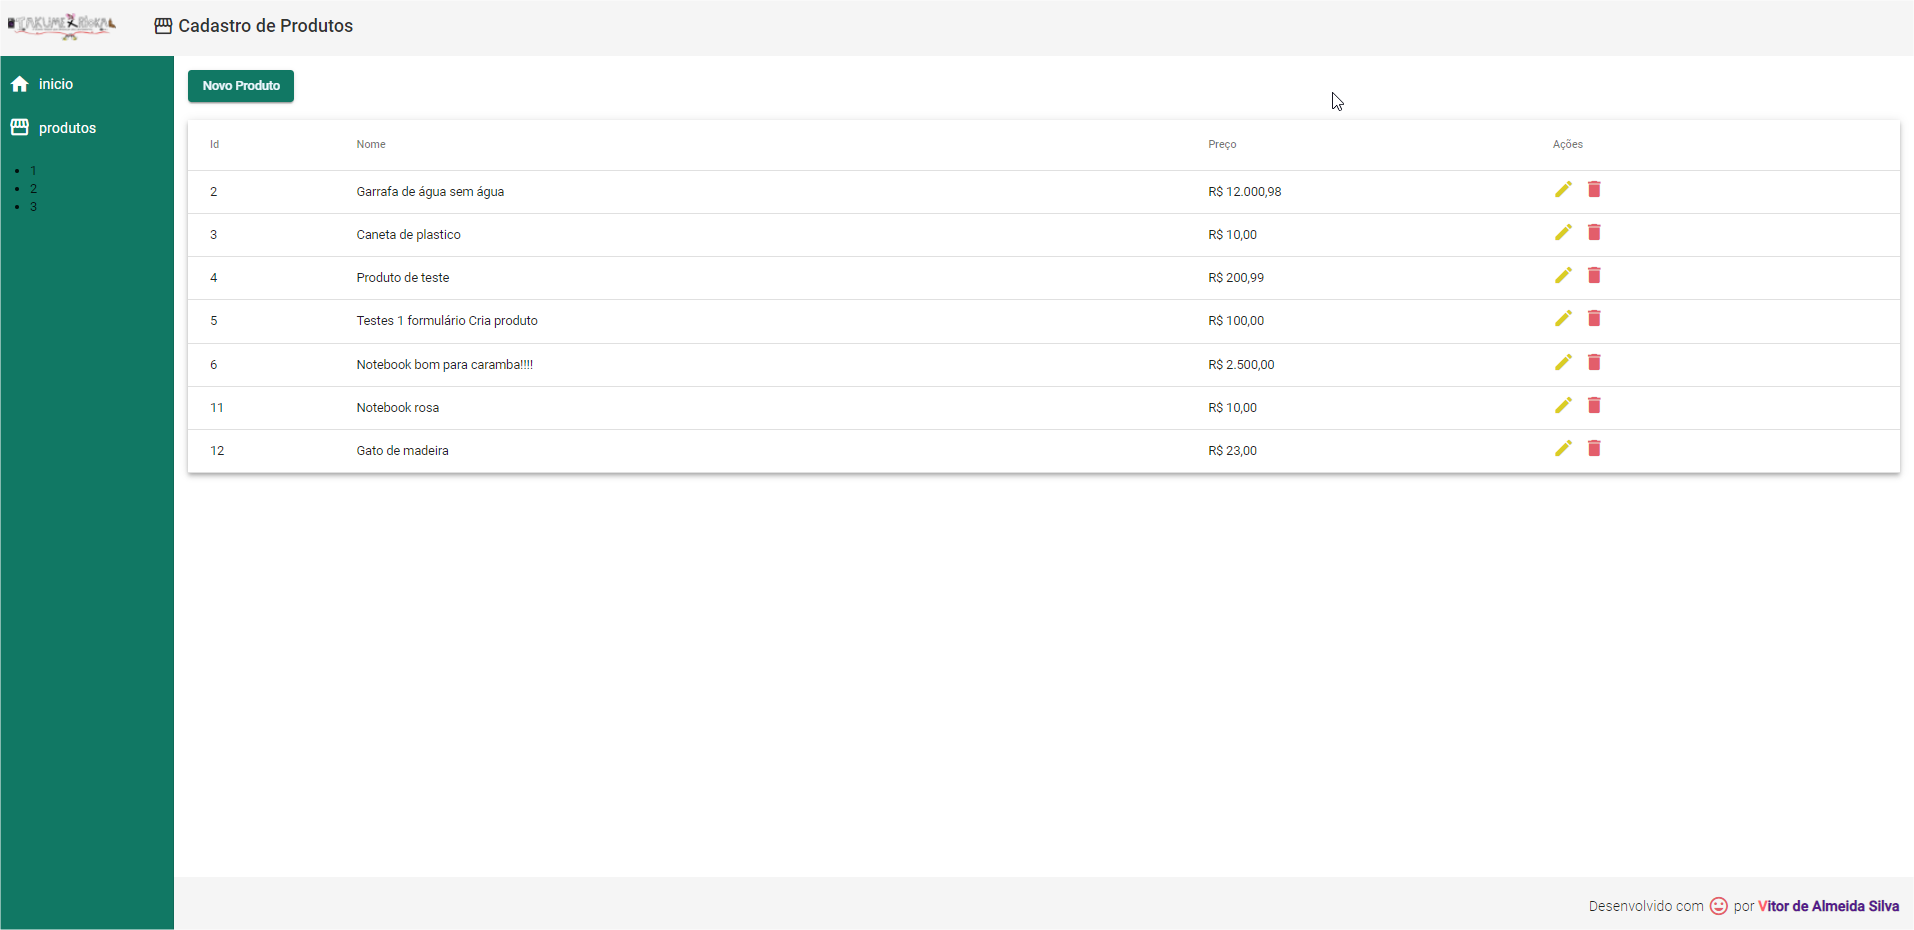 Cadastro de Produtos
inicio
produtos
1
2
3
Novo Produto
Id Nome Preço Ações
2 Garrafa de água sem água R$ 12.000,98
3 Caneta de plastico R$ 10,00
4 Produto de teste R$ 200,99
5 Testes 1 formulário Cria produto R$ 100,00
6 Notebook bom para caramba!!!! R$ 2.500,00
11 Notebook rosa R$ 10,00
12 Gato de madeira R$ 23,00
Desenvolvido com por Vitor de Almeida Silva